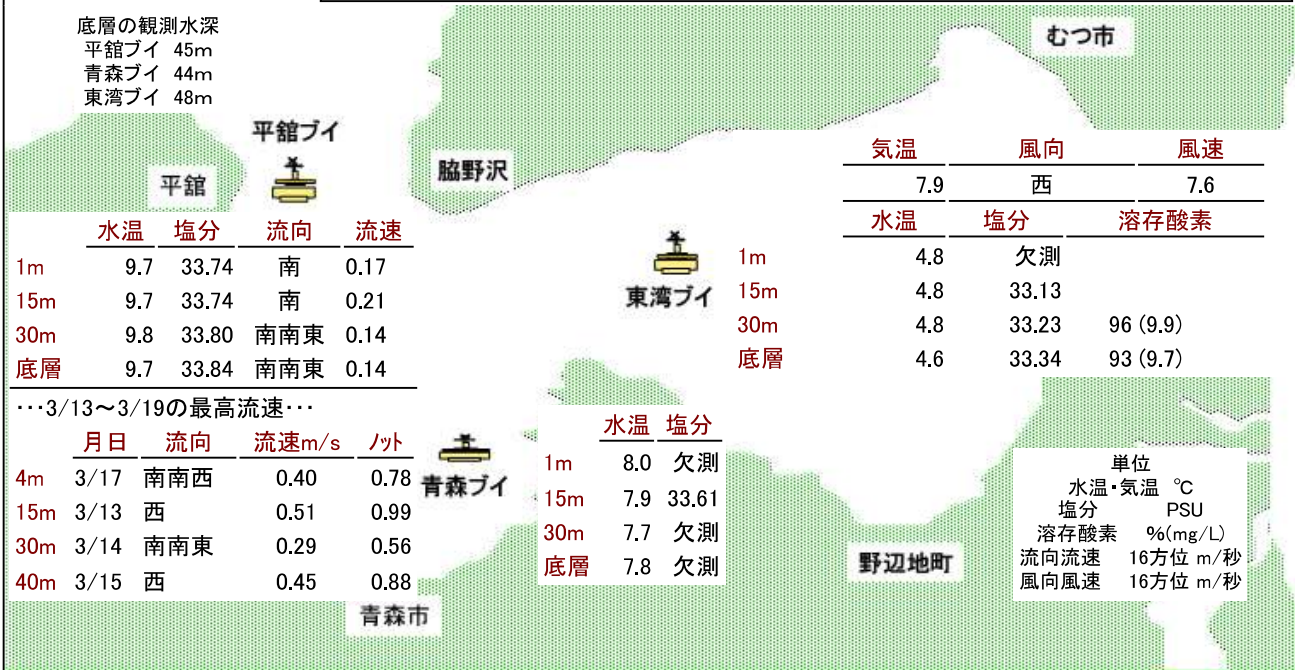 底層の観測水深
平舘ブイ 45m
青森ブイ 44m
東湾ブイ 48m
むつ市
平舘ブイ
平舘
脇野沢
気温 風向 風速
7.9 西 7.6
水温 塩分 溶存酸素
1m 4.8 欠測
15m 4.8 33.13
30m 4.8 33.23 96 (9.9)
底層 4.6 33.34 93 (9.7)
東湾ブイ
水温 塩分 流向 流速
1m 9.7 33.74 南 0.17
15m 9.7 33.74 南 0.21
30m 9.8 33.80 南南東 0.14
底層 9.7 33.84 南南東 0.14
…3/13～3/19の最高流速…
月日 流向 流速m/s ノット
4m 3/17 南南西 0.40 0.78
15m 3/13 西 0.51 0.99
30m 3/14 南南東 0.29 0.56
40m 3/15 西 0.45 0.88
青森ブイ
水温 塩分
1m 8.0 欠測
15m 7.9 33.61
30m 7.7 欠測
底層 7.8 欠測
青森市
野辺地町
単位
水温・気温 ℃
塩分 PSU
溶存酸素 %(mg/L)
流向流速 16方位 m/秒
風向風速 16方位 m/秒